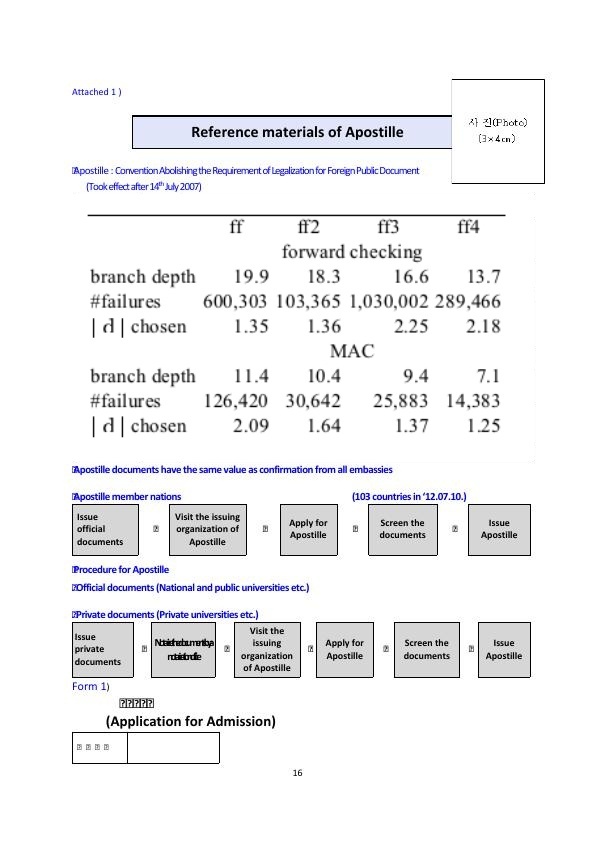 Attached 1 )
사 진(Photo)
(3×4㎝)
Reference materials of Apostille
Apostille : Convention Abolishing the Requirement of Legalization for Foreign Public Document
(Took effect after 14th July 2007)
ff ff2 ff3 ff4
forward checking
branch depth 19.9 18.3 16.6 13.7
#failures 600,303 103,365 1,030,002 289,466
| d | chosen 1.35 1.36 2.25 2.18
MAC
branch depth 11.4 10.4 9.4 7.1
#failures 126,420 30,642 25,883 14,383
| d | chosen 2.09 1.64 1.37 1.25
Apostille documents have the same value as confirmation from all embassies
Apostille member nations (103 countries in ‘12.07.10.)
Issue
official
documents
Visit the issuing
organization of
Apostille
Apply for
Apostille
Screen the
documents
Issue
Apostille
Procedure for Apostille
Official documents (National and public universities etc.)
Private documents (Private universities etc.)
Issue
private
documents
Visit the
issuing
organization
of Apostille
Apply for
Apostille
Screen the
documents
Issue
Apostille
Form 1)
(Application for Admission)
16